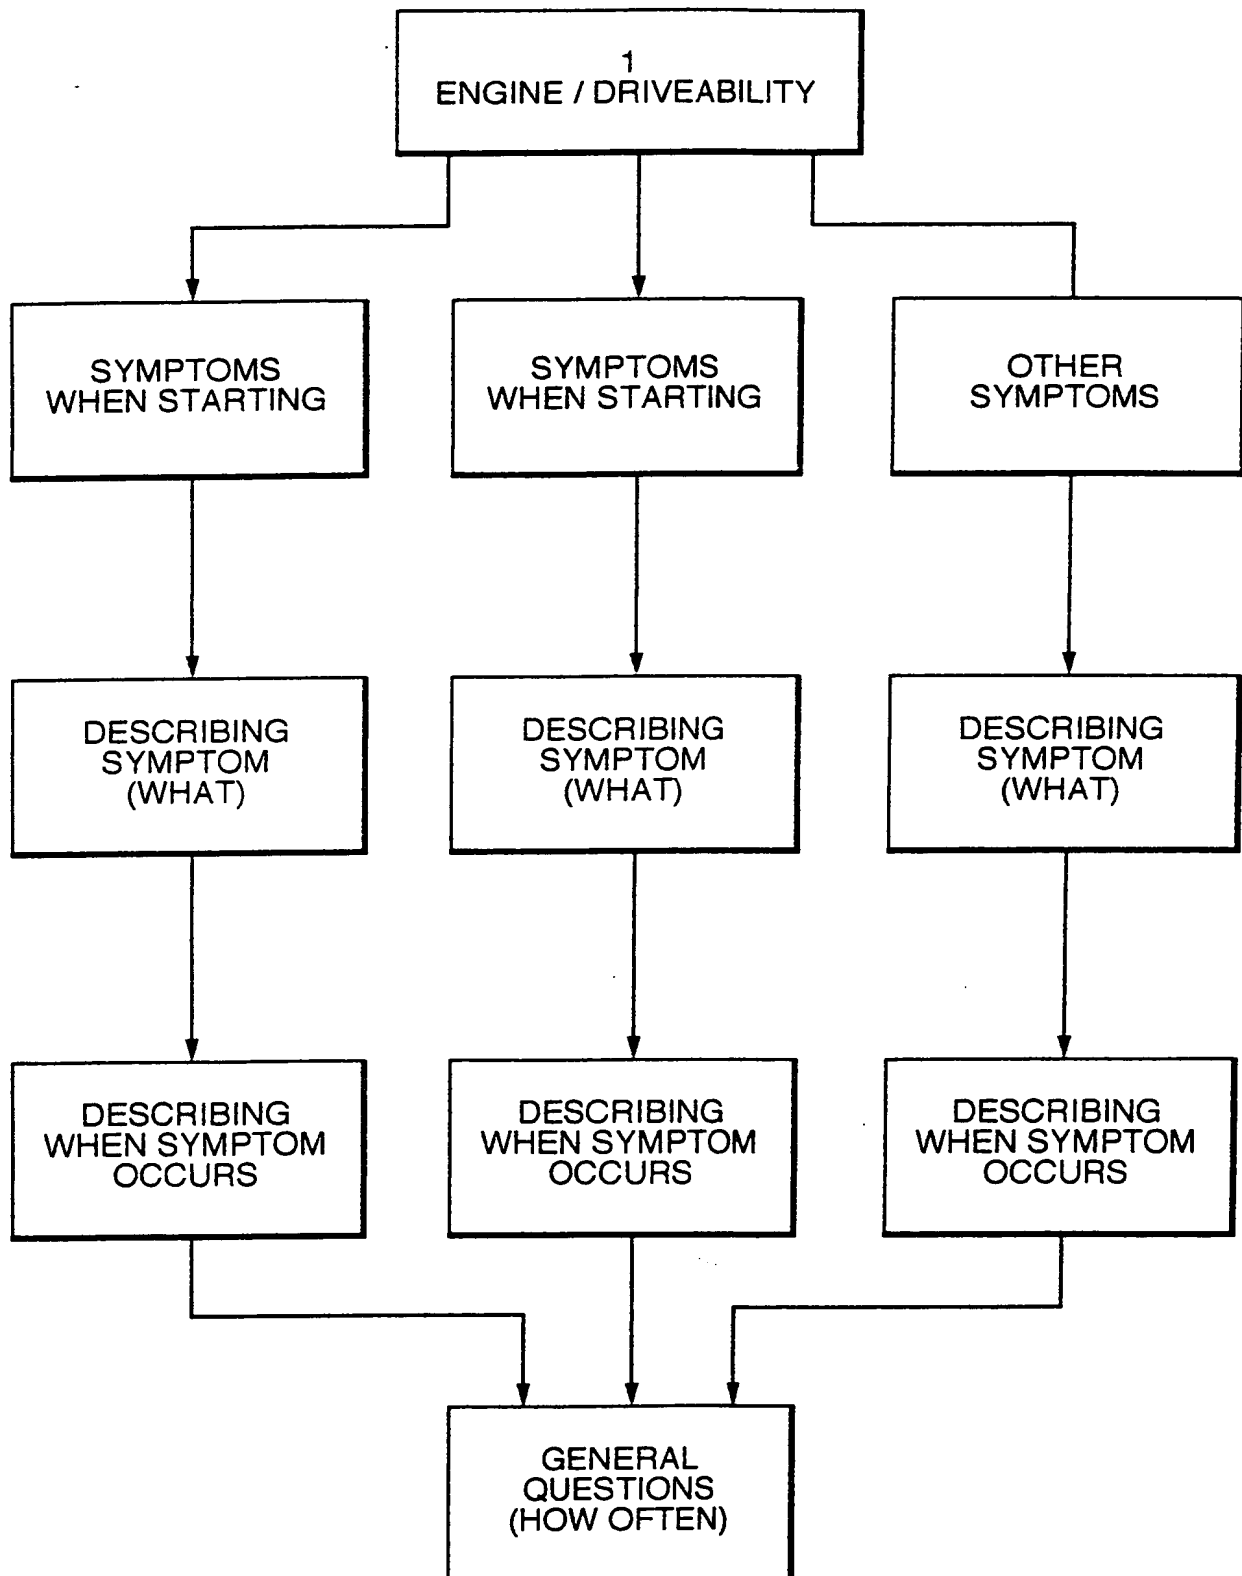 1
ENGINE / DRIVEABILITY
SYMPTOMS
WHEN STARTING
SYMPTOMS
WHEN STARTING
OTHER
SYMPTOMS
DESCRIBING
SYMPTOM
(WHAT)
DESCRIBING
SYMPTOM
(WHAT)
DESCRIBING
SYMPTOM
(WHAT)
DESCRIBING
WHEN SYMPTOM
OCCURS
DESCRIBING
WHEN SYMPTOM
OCCURS
DESCRIBING
WHEN SYMPTOM
OCCURS
GENERAL
QUESTIONS
(HOW OFTEN)